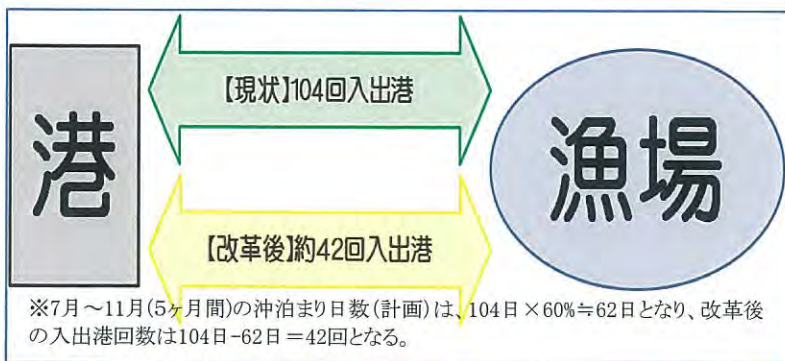 港
【現状】104回入出港
漁場
【改革後】約42回入出港
※7月～11月(5ヶ月間)の沖泊まり日数(計画)は、104日×60%≒62日となり、改革後
の入出港回数は104日-62日＝42回となる。